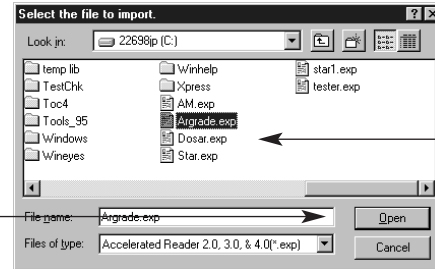 Select the file to import.
Look in: 22698jp (C:)
temp lib Winhelp star1.exp
TestChk Xpress tester.exp
Toc4 AM.exp
Tools_95 Argrade.exp
Windows Dosar.exp
Wineyes Star.exp
File name: Argrade.exp Open
Files of type: Accelerated Reader 2.0, 3.0, & 4.0(*.exp) Cancel